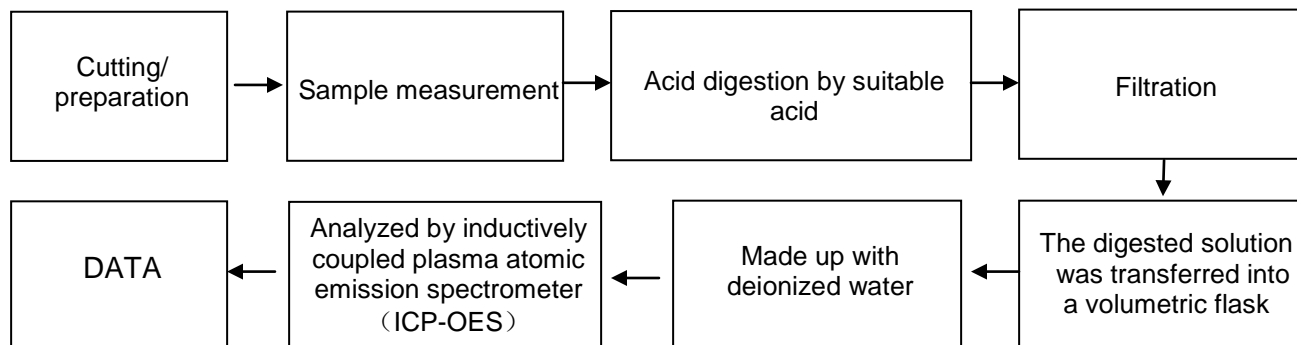 Cutting/
preparation
Sample measurement
Acid digestion by suitable
acid
Filtration
The digested solution
was transferred into
a volumetric flask
Made up with
deionized water
Analyzed by inductively
coupled plasma atomic
emission spectrometer
（ICP-OES）
DATA